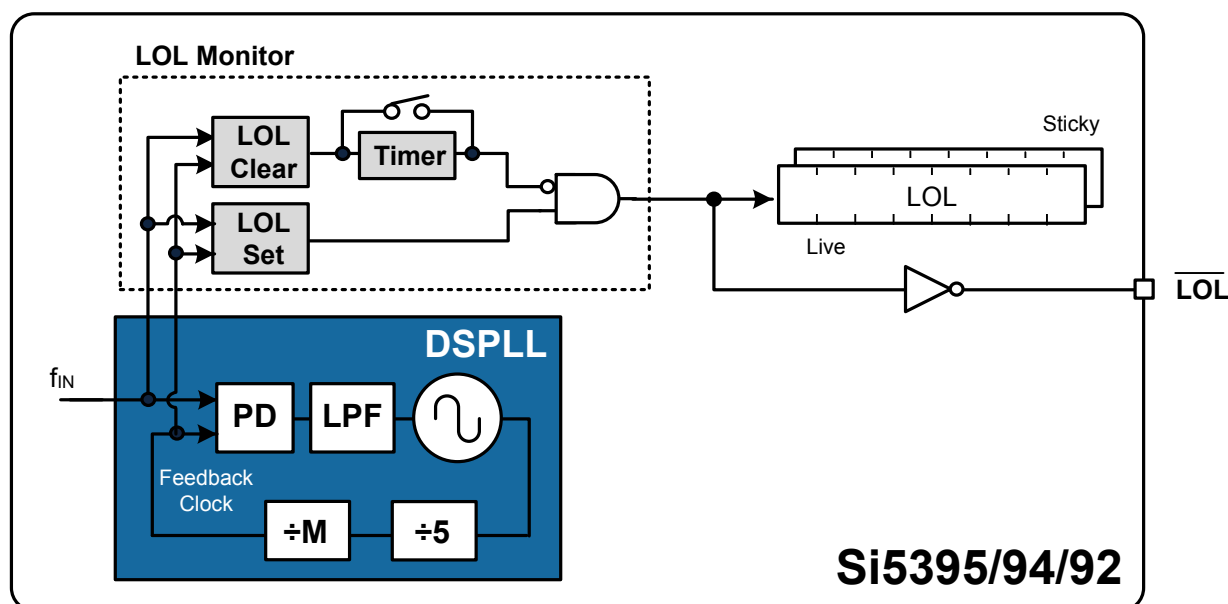 LOL Monitor
LOL
Clear
Timer
LOL
Set
Sticky
LOL
Live
LOL
DSPLL
fIN
PD
LPF
Feedback
Clock
÷M
÷5
Si5395/94/92